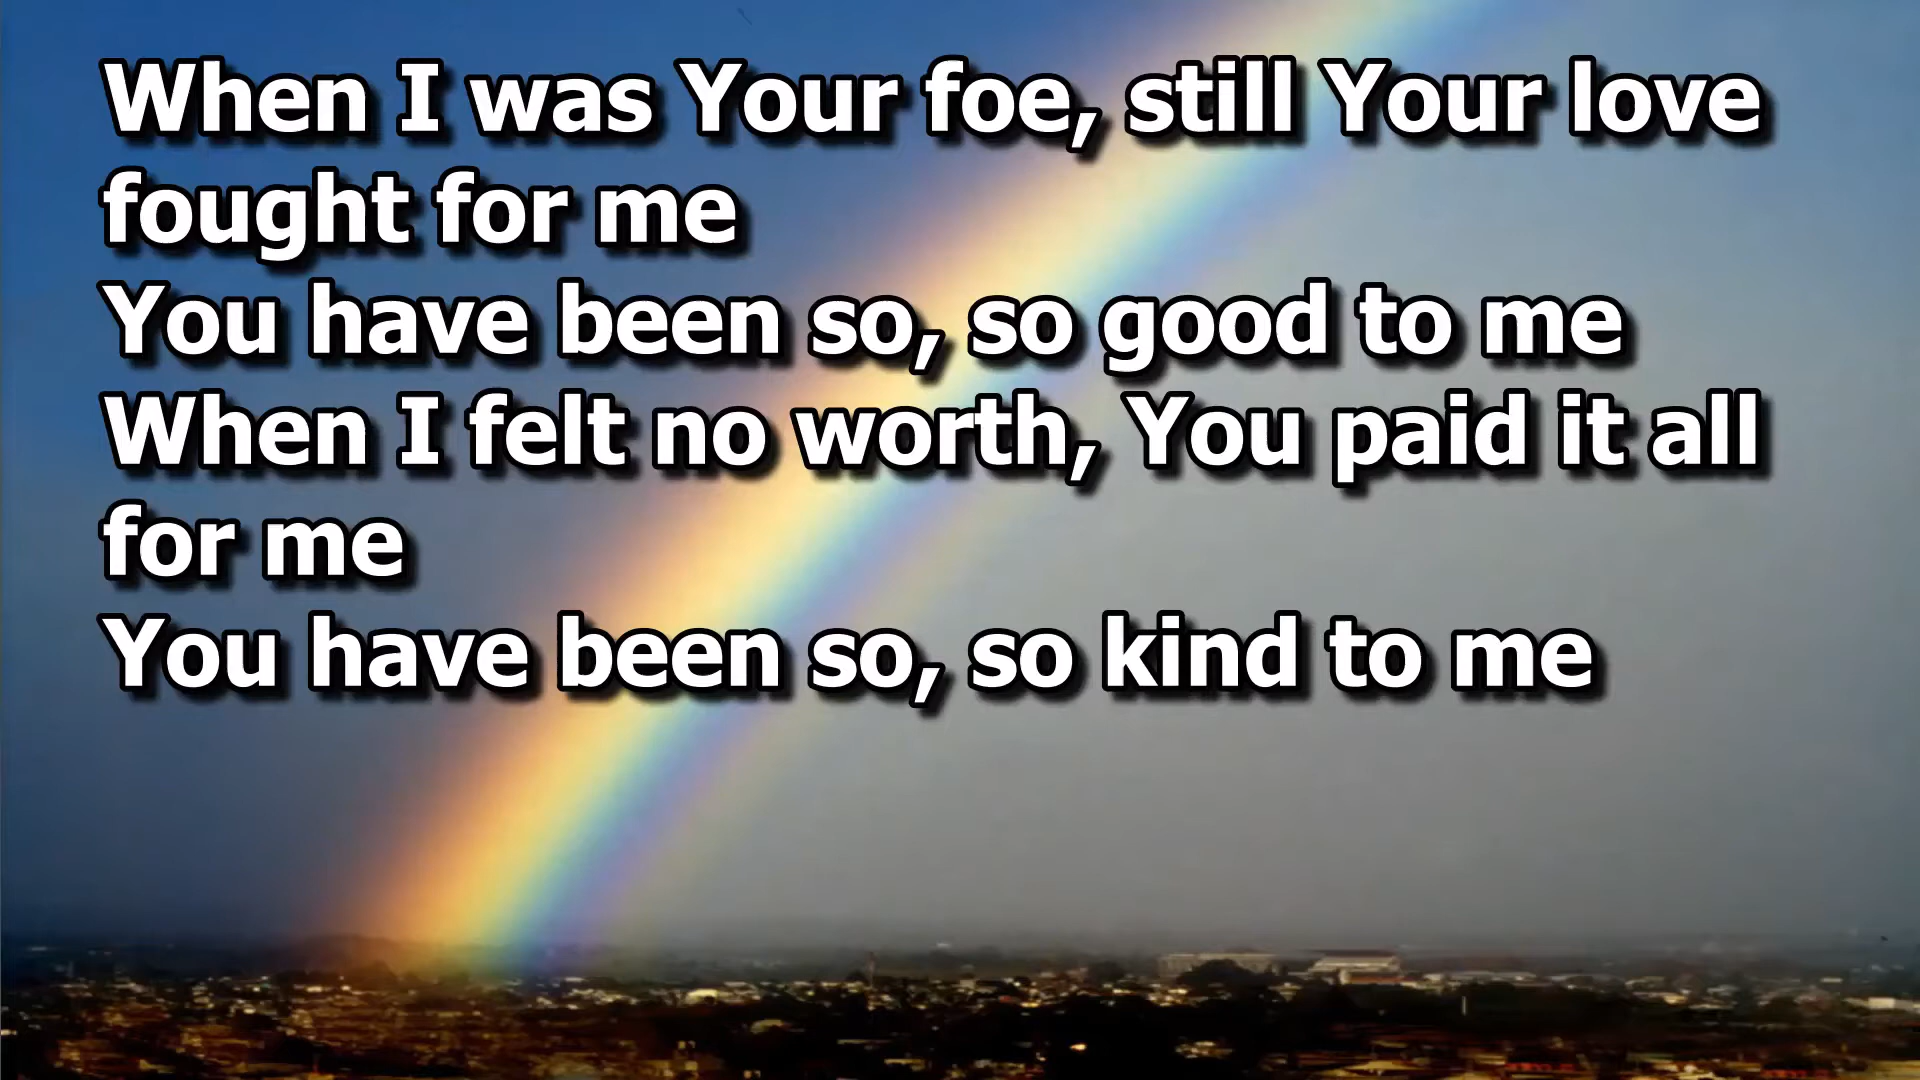 When I was Your foe, still Your love
fought for me
You have been so, so good to me
When I felt no worth, You paid it all
for me
You have been so, so kind to me